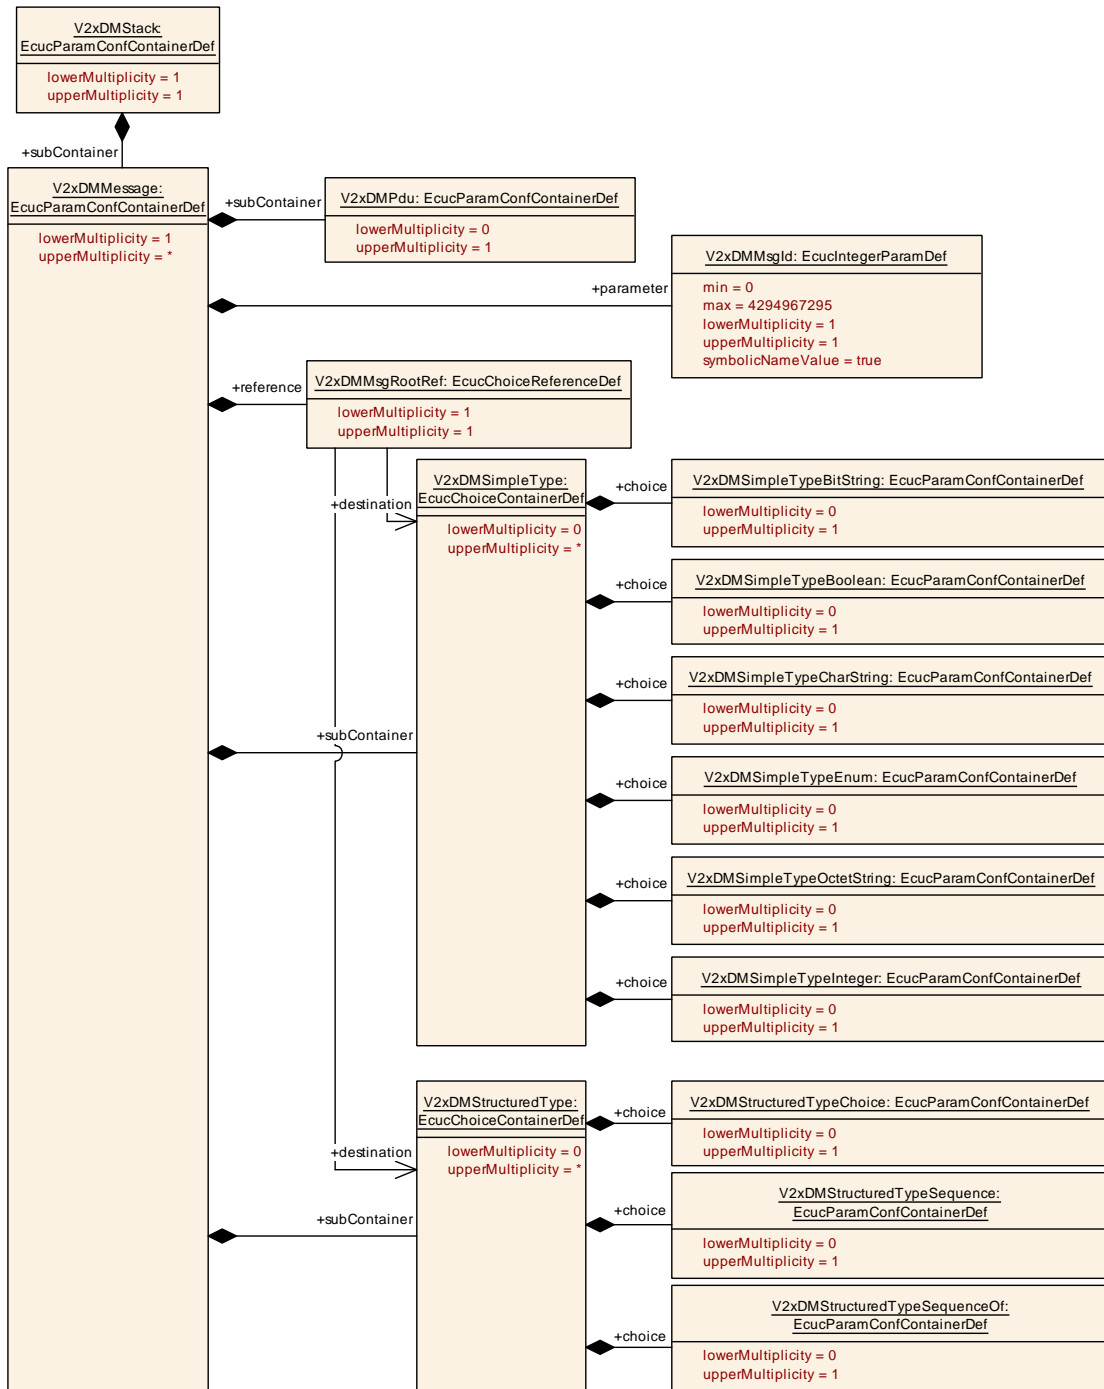 V2xDMStack:
EcucParamConfContainerDef
lowerMultiplicity = 1
upperMultiplicity = 1
+subContainer
V2xDMMessage:
EcucParamConfContainerDef
lowerMultiplicity = 1
upperMultiplicity = *
+subContainer
V2xDMPdu: EcucParamConfContainerDef
lowerMultiplicity = 0
upperMultiplicity = 1
+parameter
V2xDMMsgId: EcucIntegerParamDef
min = 0
max = 4294967295
lowerMultiplicity = 1
upperMultiplicity = 1
symbolicNameValue = true
+reference
V2xDMMsgRootRef: EcucChoiceReferenceDef
lowerMultiplicity = 1
upperMultiplicity = 1
+destination
V2xDMSimpleType:
EcucChoiceContainerDef
lowerMultiplicity = 0
upperMultiplicity = *
+choice
V2xDMSimpleTypeBitString: EcucParamConfContainerDef
lowerMultiplicity = 0
upperMultiplicity = 1
+choice
V2xDMSimpleTypeBoolean: EcucParamConfContainerDef
lowerMultiplicity = 0
upperMultiplicity = 1
+choice
V2xDMSimpleTypeCharString: EcucParamConfContainerDef
lowerMultiplicity = 0
upperMultiplicity = 1
+subContainer
+choice
V2xDMSimpleTypeEnum: EcucParamConfContainerDef
lowerMultiplicity = 0
upperMultiplicity = 1
+choice
V2xDMSimpleTypeOctetString: EcucParamConfContainerDef
lowerMultiplicity = 0
upperMultiplicity = 1
+choice
V2xDMSimpleTypeInteger: EcucParamConfContainerDef
lowerMultiplicity = 0
upperMultiplicity = 1
+destination
V2xDMStructuredType:
EcucChoiceContainerDef
lowerMultiplicity = 0
upperMultiplicity = *
+choice
V2xDMStructuredTypeChoice: EcucParamConfContainerDef
lowerMultiplicity = 0
upperMultiplicity = 1
+subContainer
+choice
V2xDMStructuredTypeSequence:
EcucParamConfContainerDef
lowerMultiplicity = 0
upperMultiplicity = 1
+choice
V2xDMStructuredTypeSequenceOf:
EcucParamConfContainerDef
lowerMultiplicity = 0
upperMultiplicity = 1